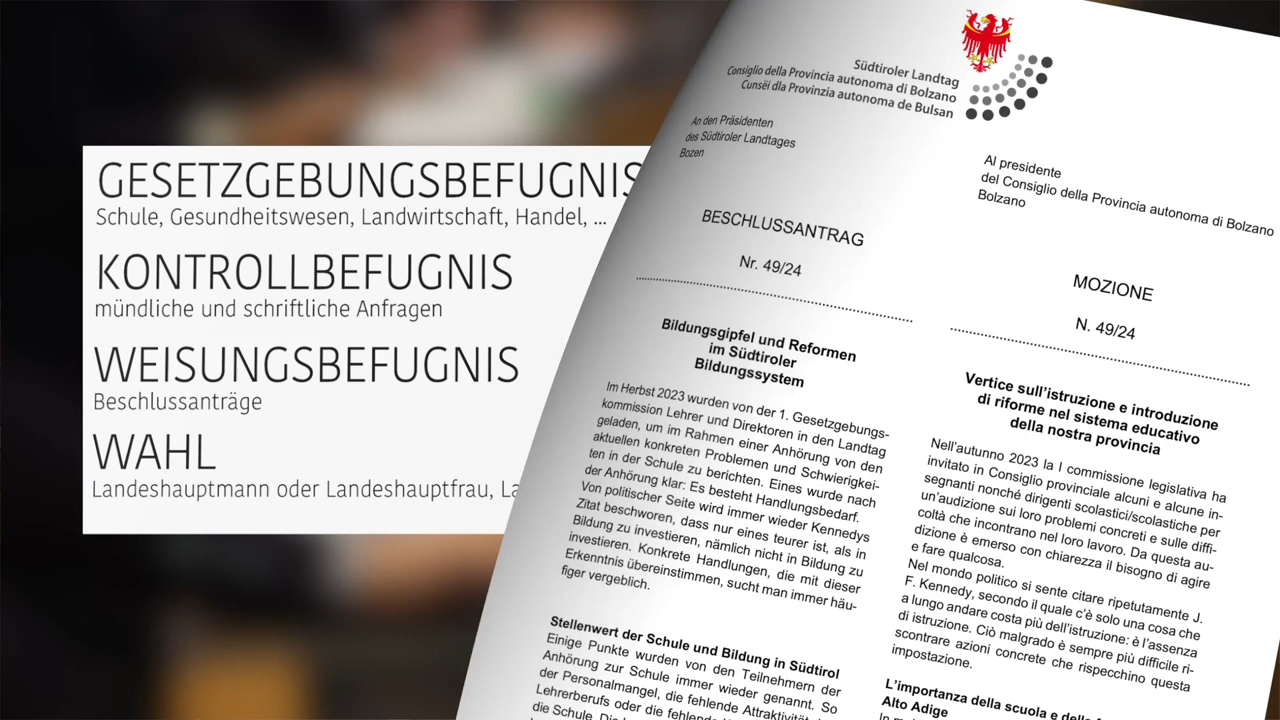 GESETZGEBUNGSBEFUGNIS
Schule, Gesundheitswesen, Landwirtschaft, Handel, ...
KONTROLLBEFUGNIS
mündliche und schriftliche Anfragen
WEISUNGSBEFUGNIS
Beschlussanträge
WAHL
Landeshauptmann oder Landeshauptfrau,
Südtiroler Landtag
Consiglio della Provincia autonoma di Bolzano
Cunsëi dla Provinzia autonoma de Bulsan
An den Präsidenten
des Südtiroler Landtages
Bozen
BESCHLUSSANTRAG
Nr. 49/24
Bildungsgipfel und Reformen
im Südtiroler
Bildungssystem
Im Herbst 2023 wurden von der 1. Gesetzgebungs-
kommission Lehrer und Direktoren in den Landtag
geladen, um im Rahmen einer Anhörung von den
aktuellen konkreten Problemen und Schwierigkei-
ten in der Schule zu berichten. Eines wurde nach
der Anhörung klar: Es besteht Handlungsbedarf.
Von politischer Seite wird immer wieder Kennedys
Zitat beschworen, dass nur eines teurer ist, als in
Bildung zu investieren, nämlich nicht in Bildung zu
investieren. Konkrete Handlungen, die mit dieser
Erkenntnis übereinstimmen, sucht man immer häu-
figer vergeblich.
Stellenwert der Schule und Bildung in Südtirol
Einige Punkte wurden von den Teilnehmern der
Anhörung zur Schule immer wieder genannt. So
der Personalmangel, die fehlende Attraktivität
Lehrerberufs oder die fehlende
die Schule. Die
Al presidente
del Consiglio della Provincia autonoma di Bolzano
Bolzano
MOZIONE
N. 49/24
Vertice sull'istruzione e introduzione
di riforme nel sistema educativo
della nostra provincia
Nell'autunno 2023 la I commissione legislativa ha
invitato in Consiglio provinciale alcuni e alcune in-
segnanti nonché dirigenti scolastici/scolastiche per
un'audizione sui loro problemi concreti e sulle diffi-
coltà che incontrano nel loro lavoro. Da questa au-
dizione è emerso con chiarezza il bisogno di agire
e fare qualcosa.
Nel mondo politico si sente citare ripetutamente J.
F. Kennedy, secondo il quale c'è solo una cosa che
a lungo andare costa più dell'istruzione: è l'assenza
di istruzione. Ciò malgrado è sempre più difficile ri-
scontrare azioni concrete che rispecchino questa
impostazione.
L'importanza della scuola e della
Alto Adige
In